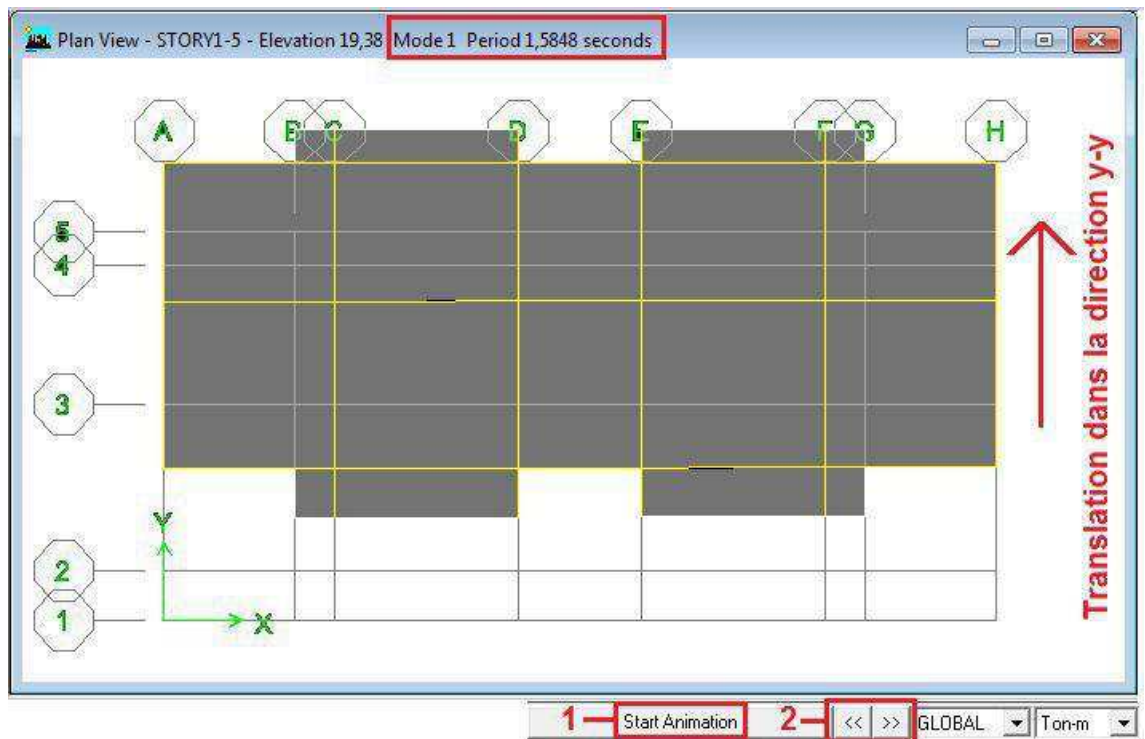 Plan View - STORY1-5 - Elevation 19,38 Mode 1 Period 1,5848 seconds
A B C D E F G H
5
4
3
2
1
Y
X
Translation dans la direction y-y
1 Start Animation 2 << >> GLOBAL Ton-m